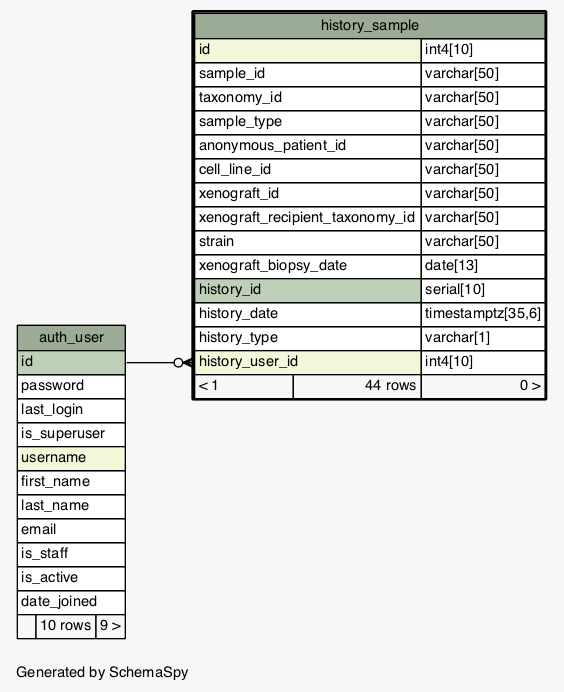 history_sample
id int4[10]
sample_id varchar[50]
taxonomy_id varchar[50]
sample_type varchar[50]
anonymous_patient_id varchar[50]
cell_line_id varchar[50]
xenograft_id varchar[50]
xenograft_recipient_taxonomy_id varchar[50]
strain varchar[50]
xenograft_biopsy_date date[13]
history_id serial[10]
history_date timestamptz[35,6]
history_type varchar[1]
history_user_id int4[10]
< 1 44 rows 0 >
auth_user
id
password
last_login
is_superuser
username
first_name
last_name
email
is_staff
is_active
date_joined
10 rows 9 >
Generated by SchemaSpy